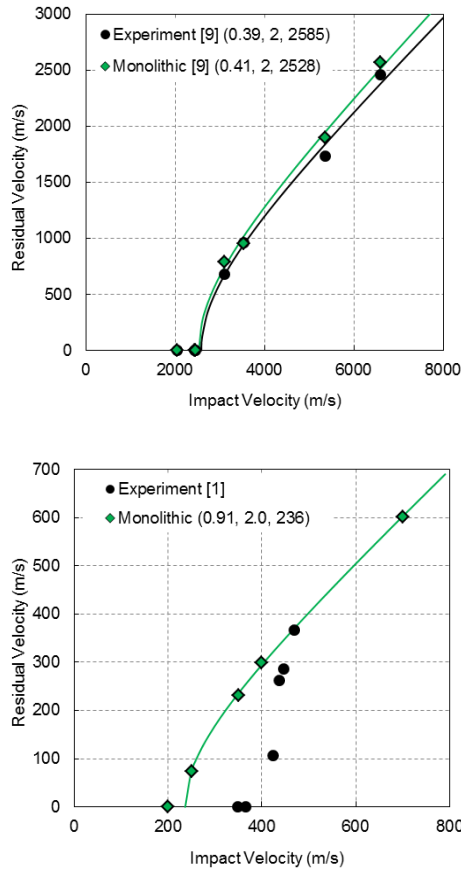 3000
2500
2000
1500
1000
500
0
Residual Velocity (m/s)
Experiment [9] (0.39, 2, 2585)
Monolithic [9] (0.41, 2, 2528)
0 2000 4000 6000 8000
Impact Velocity (m/s)
700
600
500
400
300
200
100
0
Residual Velocity (m/s)
Experiment [1]
Monolithic (0.91, 2.0, 236)
0 200 400 600 800
Impact Velocity (m/s)